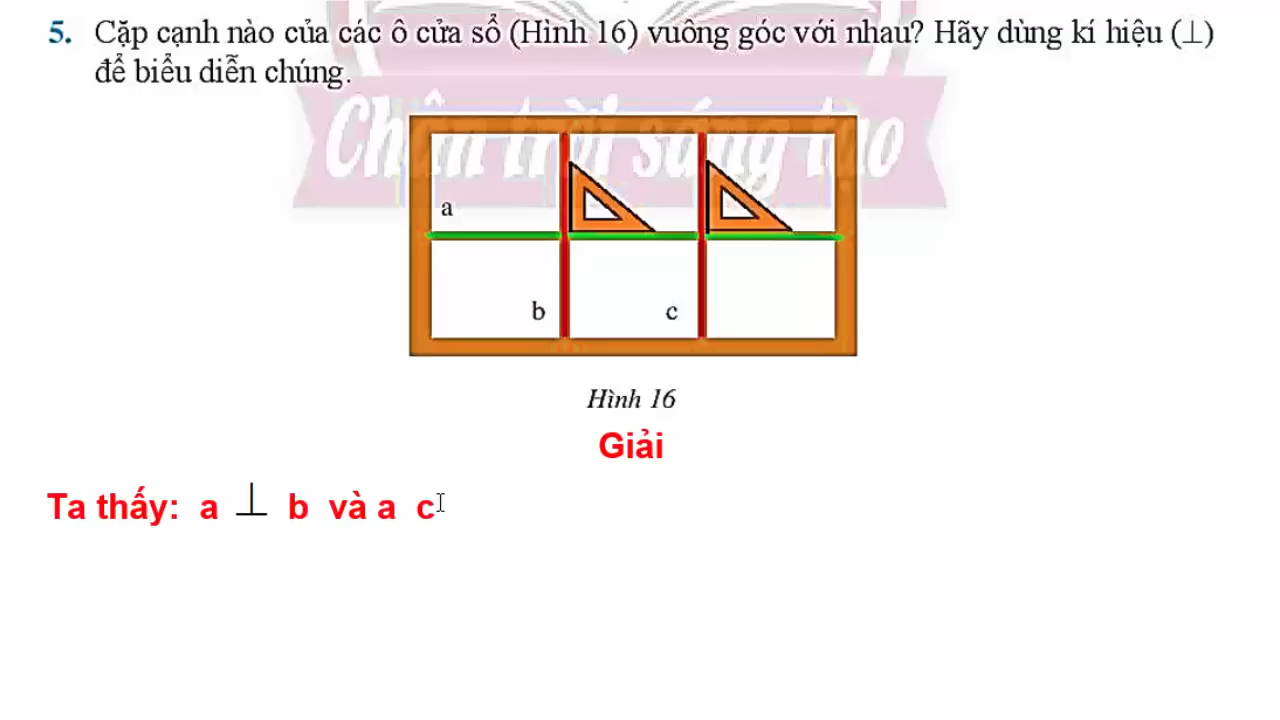 5. Cặp cạnh nào của các ô cửa sổ (Hình 16) vuông góc với nhau? Hãy dùng kí hiệu (⊥)
để biểu diễn chúng.
Chân trời sáng tạo
a
b
c
Hình 16
Giải
Ta thấy: a ⊥ b và a c